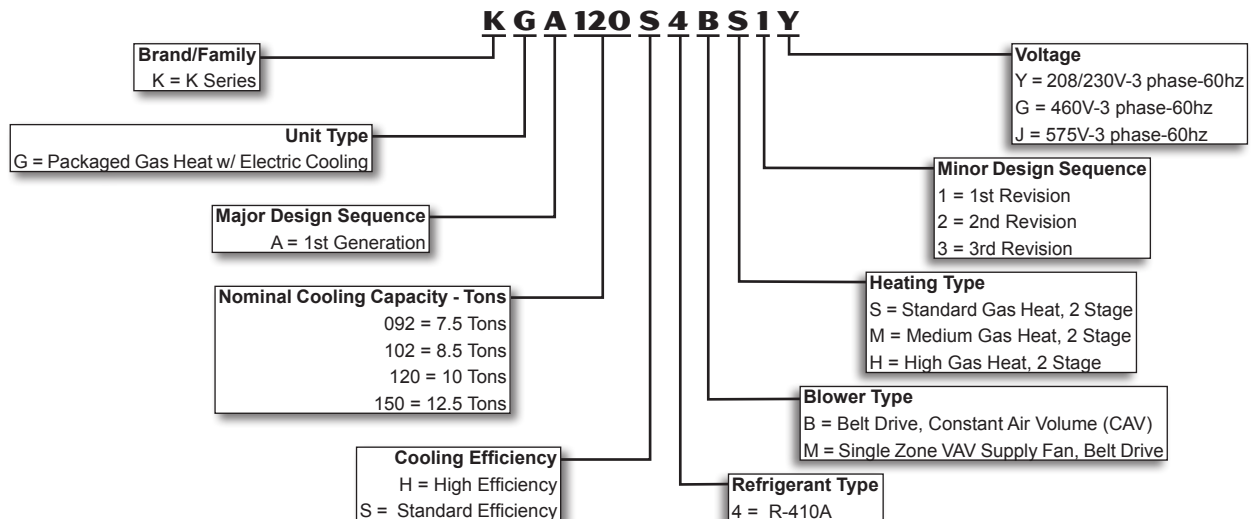 K G A 120 S 4 B S 1 Y
Brand/Family
K = K Series
Unit Type
G = Packaged Gas Heat w/ Electric Cooling
Major Design Sequence
A = 1st Generation
Nominal Cooling Capacity - Tons
092 = 7.5 Tons
102 = 8.5 Tons
120 = 10 Tons
150 = 12.5 Tons
Cooling Efficiency
H = High Efficiency
S = Standard Efficiency
Voltage
Y = 208/230V-3 phase-60hz
G = 460V-3 phase-60hz
J = 575V-3 phase-60hz
Minor Design Sequence
1 = 1st Revision
2 = 2nd Revision
3 = 3rd Revision
Heating Type
S = Standard Gas Heat, 2 Stage
M = Medium Gas Heat, 2 Stage
H = High Gas Heat, 2 Stage
Blower Type
B = Belt Drive, Constant Air Volume (CAV)
M = Single Zone VAV Supply Fan, Belt Drive
Refrigerant Type
4 = R-410A